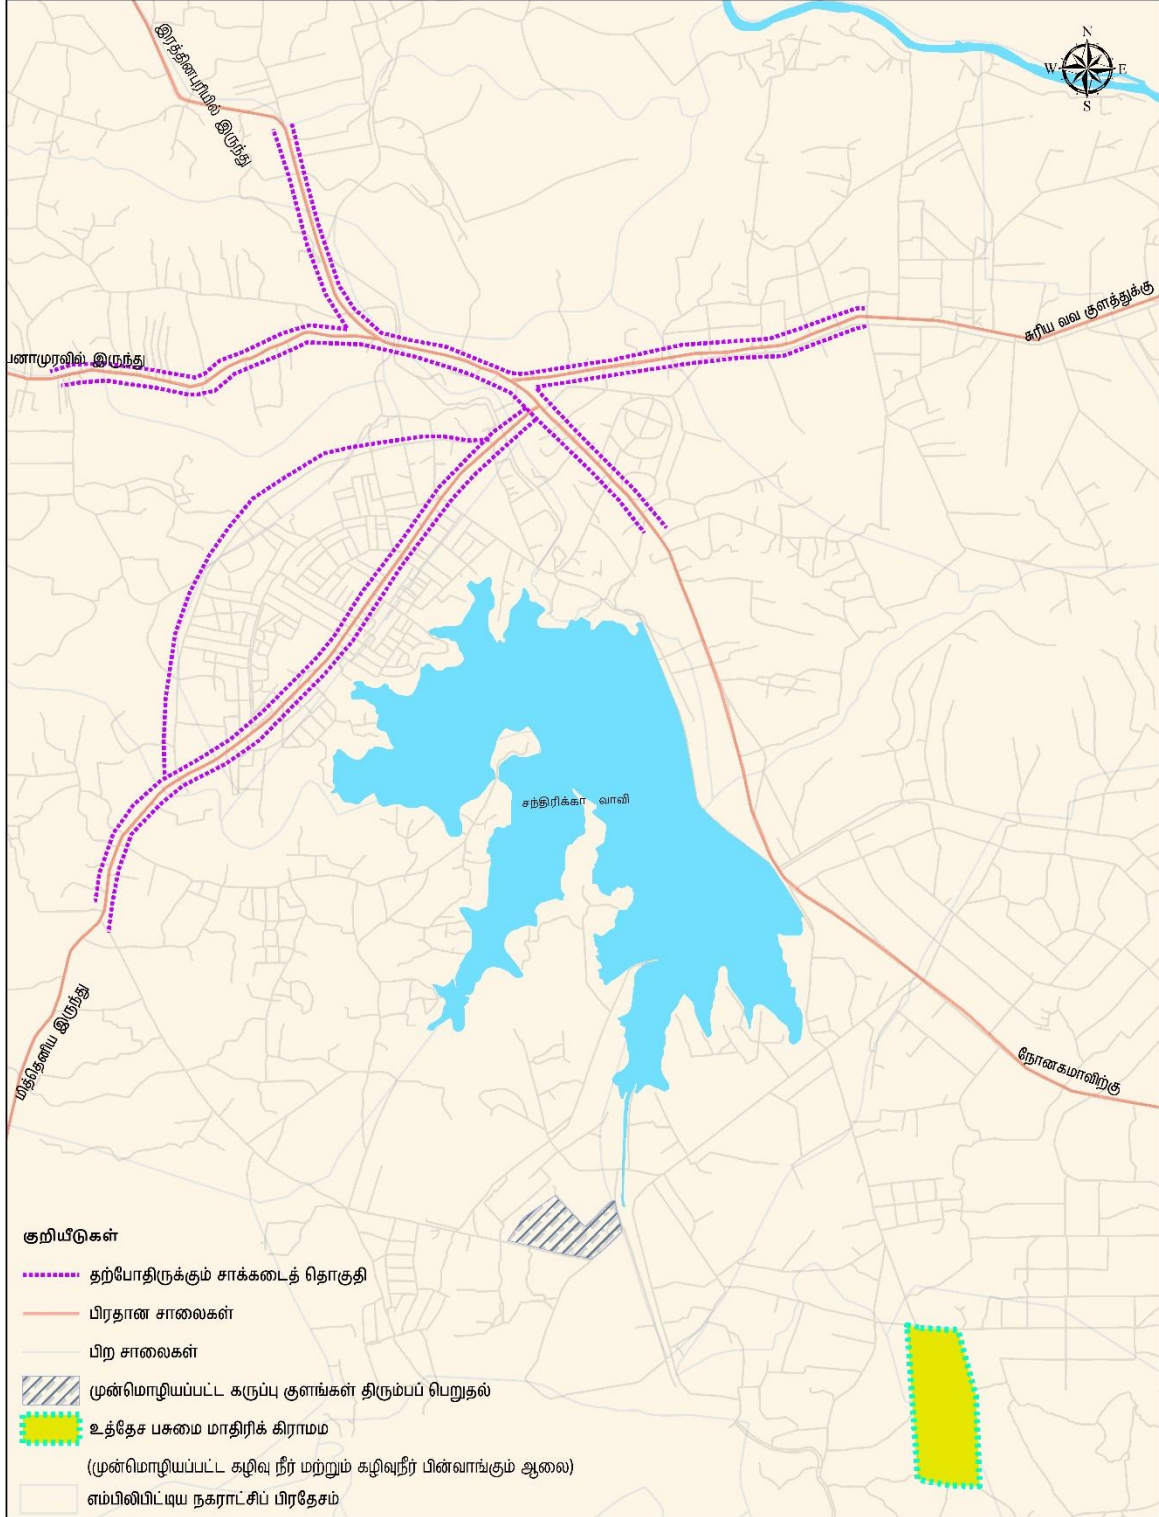 N
W E
S
இரத்தினபுரியில் இருந்து
சுரிய வவ குளத்துக்கு
பனாமுரவில் இருந்து
சந்திரிக்கா வாவி
மித்தெனிய இருந்து
நோனகமாவிற்கு
குறியீடுகள்
தற்போதிருக்கும் சாக்கடைத் தொகுதி
பிரதான சாலைகள்
பிற சாலைகள்
முன்மொழியப்பட்ட கருப்பு குளங்கள் திரும்பப் பெறுதல்
உத்தேச பசுமை மாதிரிக் கிராமம
(முன்மொழியப்பட்ட கழிவு நீர் மற்றும் கழிவுநீர் பின்வாங்கும் ஆலை)
எம்பிலிபிட்டிய நகராட்சிப் பிரதேசம்